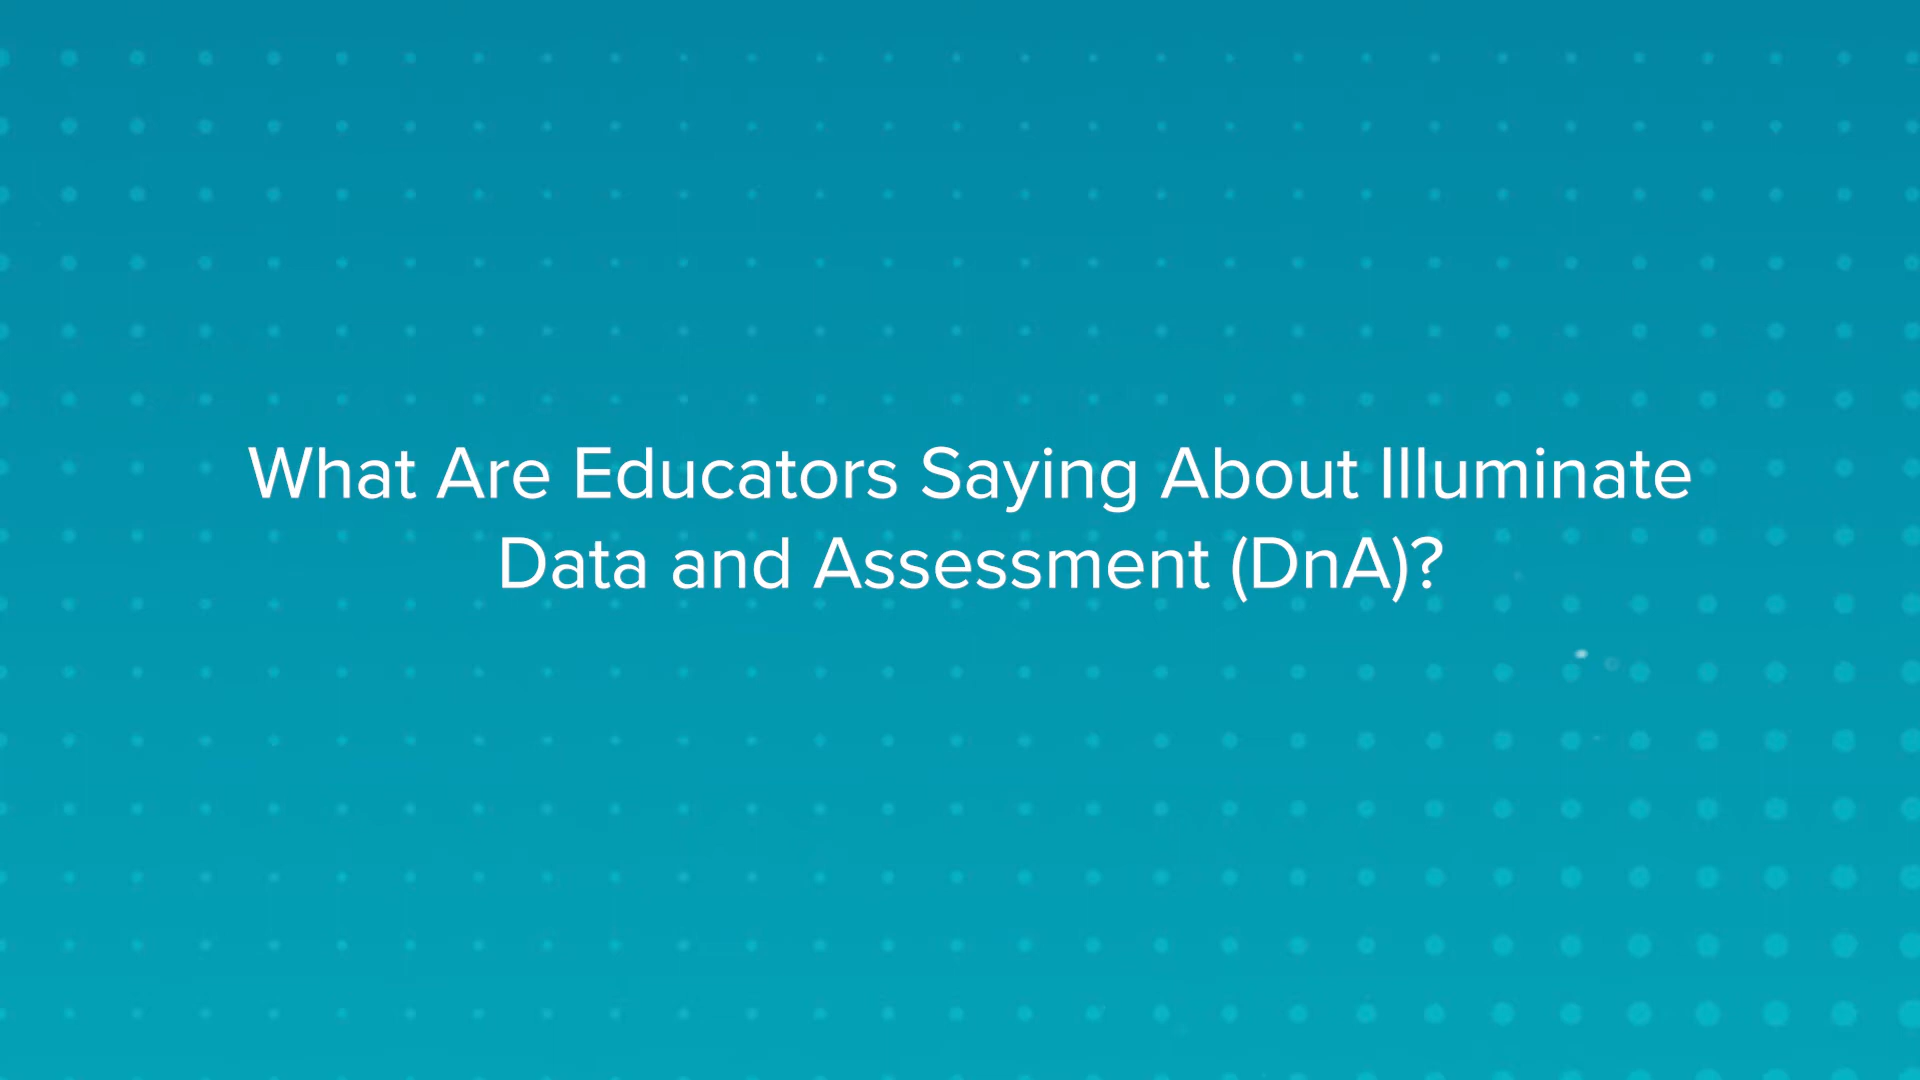 What Are Educators Saying About Illuminate
Data and Assessment (DnA)?